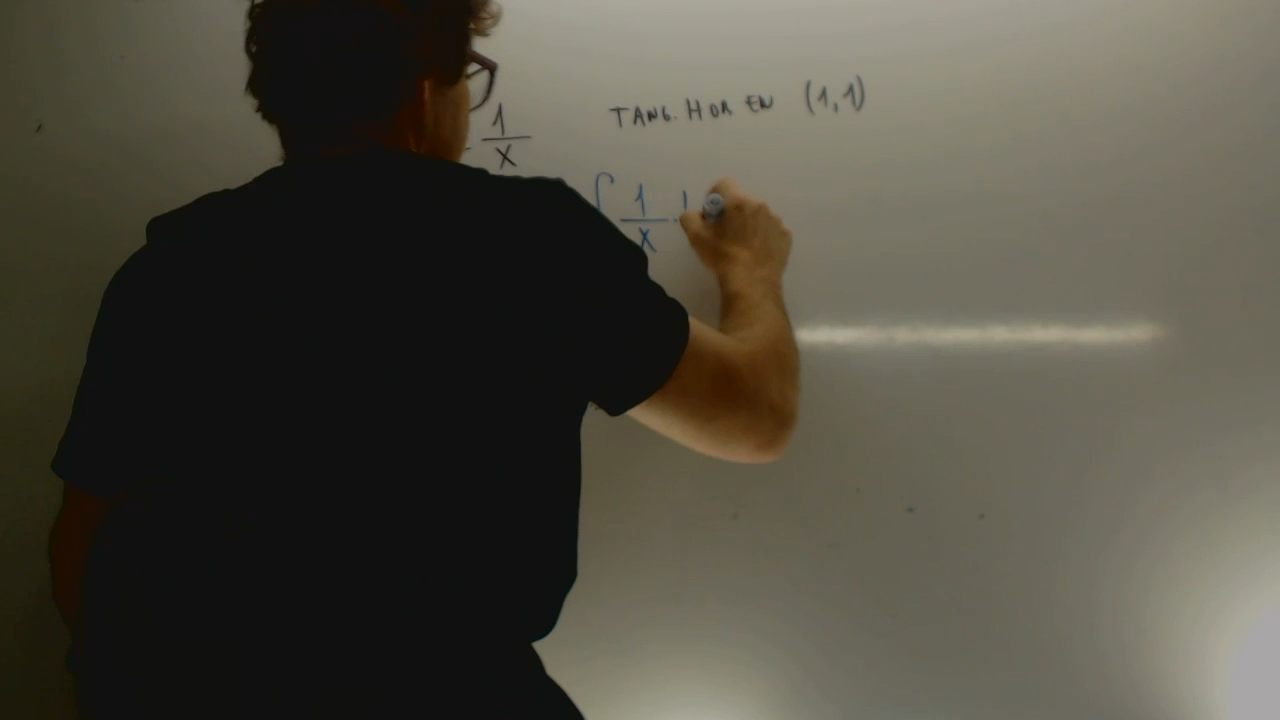 1/x TANG. HOR EN (1,1)
∫ 1/x